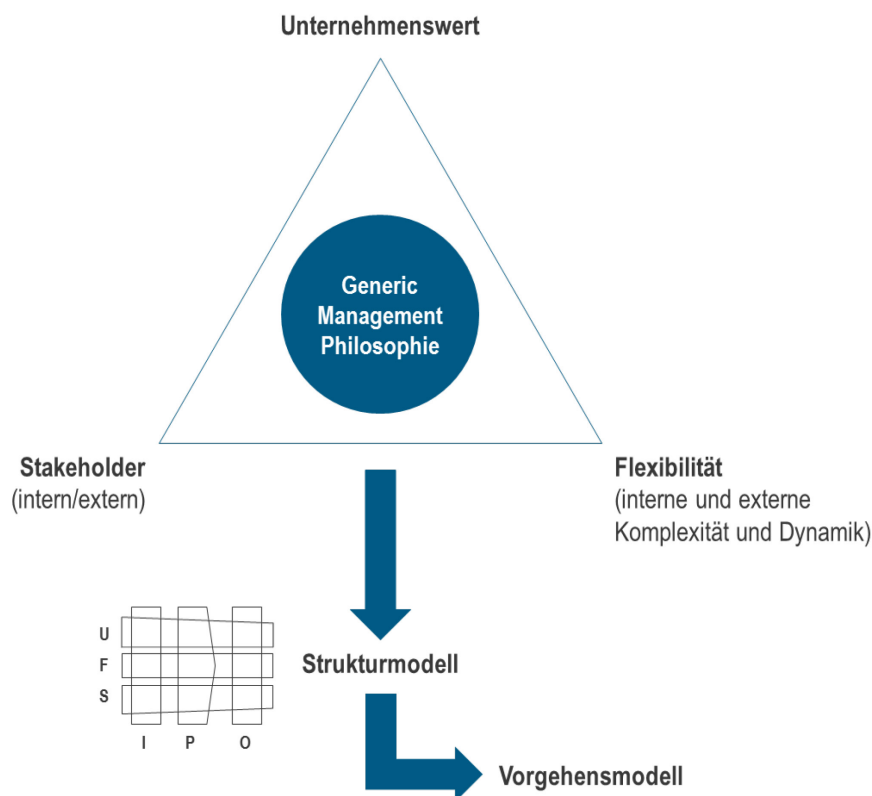 Unternehmenswert
Generic
Management
Philosophie
Stakeholder
(intern/extern)
Flexibilität
(interne und externe
Komplexität und Dynamik)
U
F
S
I P O
Strukturmodell
Vorgehensmodell